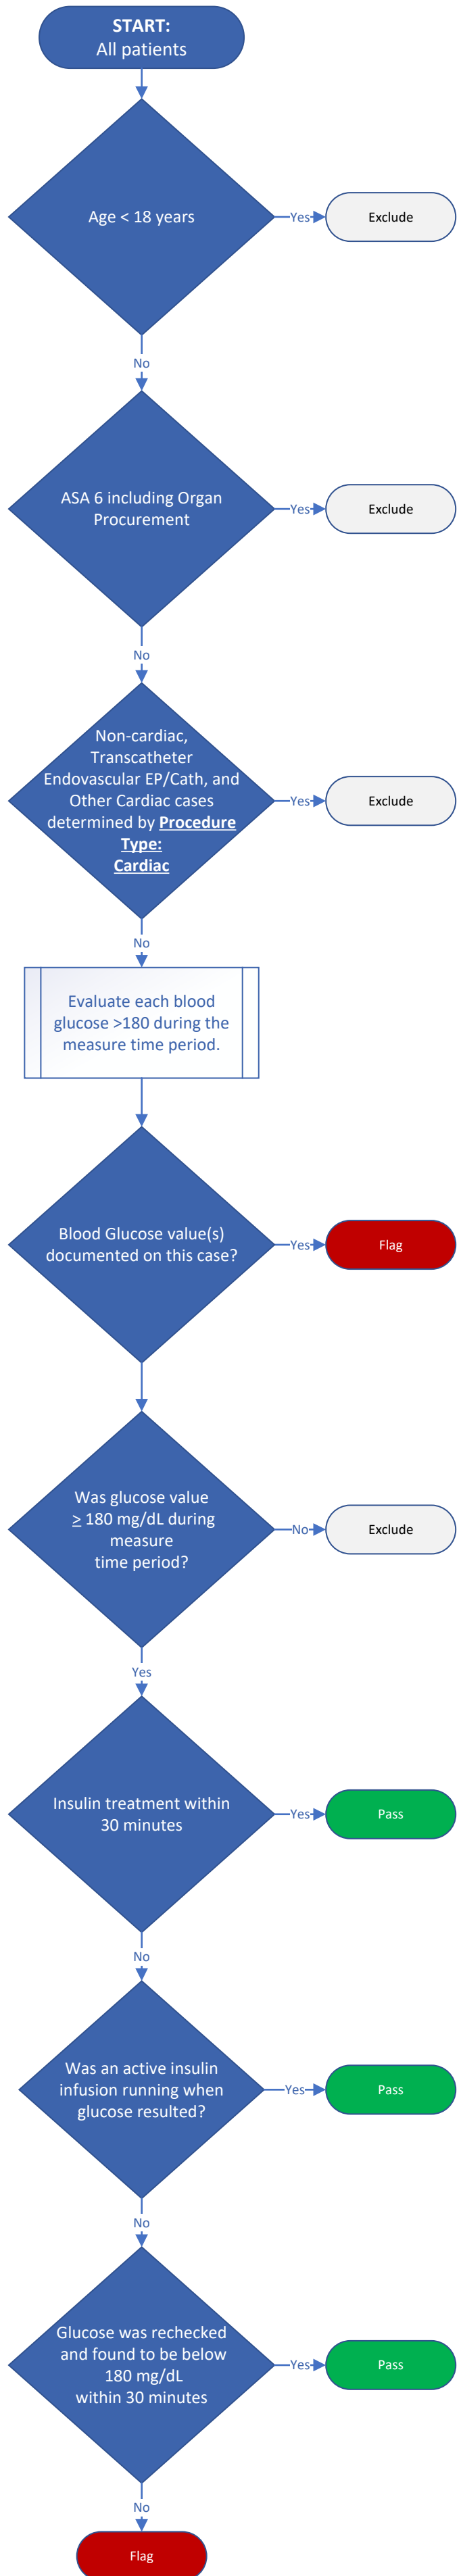 START:
All patients
Age < 18 years
Yes
Exclude
No
ASA 6 including Organ
Procurement
Yes
Exclude
No
Non-cardiac,
Transcatheter
Endovascular EP/Cath, and
Other Cardiac cases
determined by Procedure
Type:
Cardiac
Yes
Exclude
No
Evaluate each blood
glucose >180 during the
measure time period.
Blood Glucose value(s)
documented on this case?
Yes
Flag
Was glucose value
≥ 180 mg/dL during
measure
time period?
No
Exclude
Yes
Insulin treatment within
30 minutes
Yes
Pass
No
Was an active insulin
infusion running when
glucose resulted?
Yes
Pass
No
Glucose was rechecked
and found to be below
180 mg/dL
within 30 minutes
Yes
Pass
No
Flag